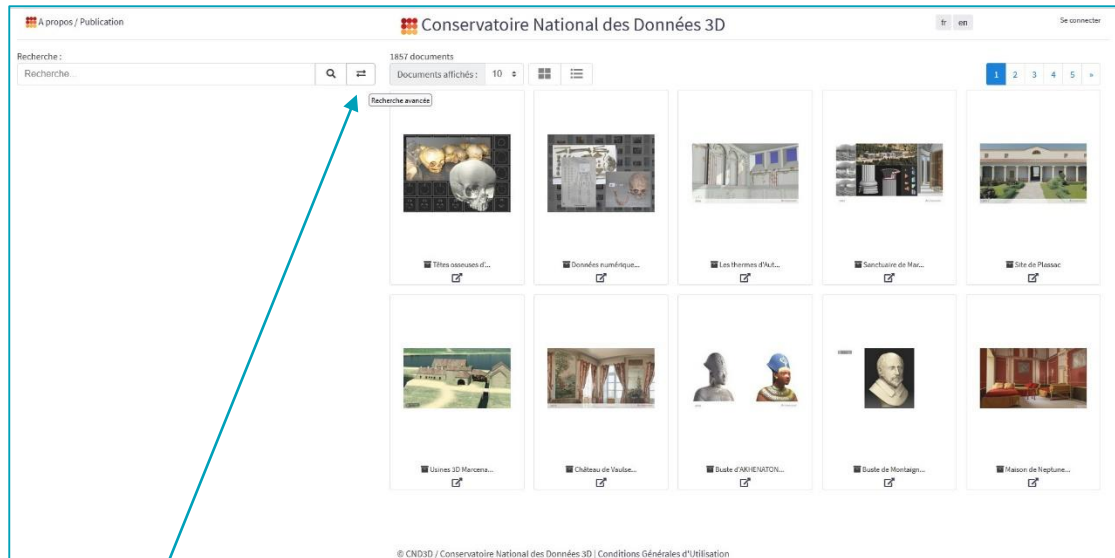 A propos / Publication
Conservatoire National des Données 3D
fr en
Se connecter
Recherche :
Recherche...
1857 documents
Documents affichés : 10
1 2 3 4 5 »
Recherche avancée
Têtes osseuses d'...
Données numérique...
Les thermes d'Aut...
Sanctuaire de Mar...
Site de Plassac
Usines 3D Marcena...
Château de Vaulse...
Buste d'AKHENATON...
Buste de Montaign...
Maison de Neptune...
© CND3D / Conservatoire National des Données 3D | Conditions Générales d'Utilisation